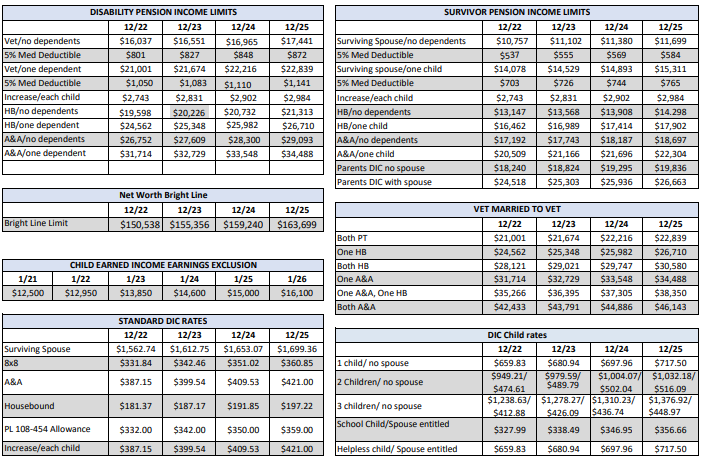 DISABILITY PENSION INCOME LIMITS
12/22 12/23 12/24 12/25
Vet/no dependents $16,037 $16,551 $16,965 $17,441
5% Med Deductible $801 $827 $848 $872
Vet/one dependent $21,001 $21,674 $22,216 $22,839
5% Med Deductible $1,050 $1,083 $1,110 $1,141
Increase/each child $2,743 $2,831 $2,902 $2,984
HB/no dependents $19,598 $20,226 $20,732 $21,313
HB/one dependent $24,562 $25,348 $25,982 $26,710
A&A/no dependents $26,752 $27,609 $28,300 $29,093
A&A/one dependent $31,714 $32,729 $33,548 $34,488
Net Worth Bright Line
12/22 12/23 12/24 12/25
Bright Line Limit $150,538 $155,356 $159,240 $163,699
CHILD EARNED INCOME EARNINGS EXCLUSION
1/21 1/22 1/23 1/24 1/25 1/26
$12,500 $12,950 $13,850 $14,600 $15,000 $16,100
STANDARD DIC RATES
12/22 12/23 12/24 12/25
Surviving Spouse $1,562.74 $1,612.75 $1,653.07 $1,699.36
8x8 $331.84 $342.46 $351.02 $360.85
A&A $387.15 $399.54 $409.53 $421.00
Housebound $181.37 $187.17 $191.85 $197.22
PL 108-454 Allowance $332.00 $342.00 $350.00 $359.00
Increase/each child $387.15 $399.54 $409.53 $421.00
SURVIVOR PENSION INCOME LIMITS
12/22 12/23 12/24 12/25
Surviving Spouse/no dependents $10,757 $11,102 $11,380 $11,699
5% Med Deductible $537 $555 $569 $584
Surviving spouse/one child $14,078 $14,529 $14,893 $15,311
5% Med Deductible $703 $726 $744 $765
Increase/each child $2,743 $2,831 $2,902 $2,984
HB/no dependents $13,147 $13,568 $13,908 $14.298
HB/one child $16,462 $16,989 $17,414 $17,902
A&A/no dependents $17,192 $17,743 $18,187 $18,697
A&A/one child $20,509 $21,166 $21,696 $22,304
Parents DIC no spouse $18,240 $18,824 $19,295 $19,836
Parents DIC with spouse $24,518 $25,303 $25,936 $26,663
VET MARRIED TO VET
12/22 12/23 12/24 12/25
Both PT $21,001 $21,674 $22,216 $22,839
One HB $24,562 $25,348 $25,982 $26,710
Both HB $28,121 $29,021 $29,747 $30,580
One A&A $31,714 $32,729 $33,548 $34,488
One A&A, One HB $35,266 $36,395 $37,305 $38,350
Both A&A $42,433 $43,791 $44,886 $46,143
DIC Child rates
12/22 12/23 12/24 12/25
1 child/ no spouse $659.83 $680.94 $697.96 $717.50
2 Children/ no spouse $949.21/ $979.59/ $1,004.07/ $1,032.18/
$474.61 $489.79 $502.04 $516.09
3 children/ no spouse $1,238.63/ $1,278.27/ $1,310.23/ $1,376.92/
$412.88 $426.09 $436.74 $448.97
School Child/Spouse entitled $327.99 $338.49 $346.95 $356.66
Helpless child/ Spouse entitled $659.83 $680.94 $697.96 $717.50